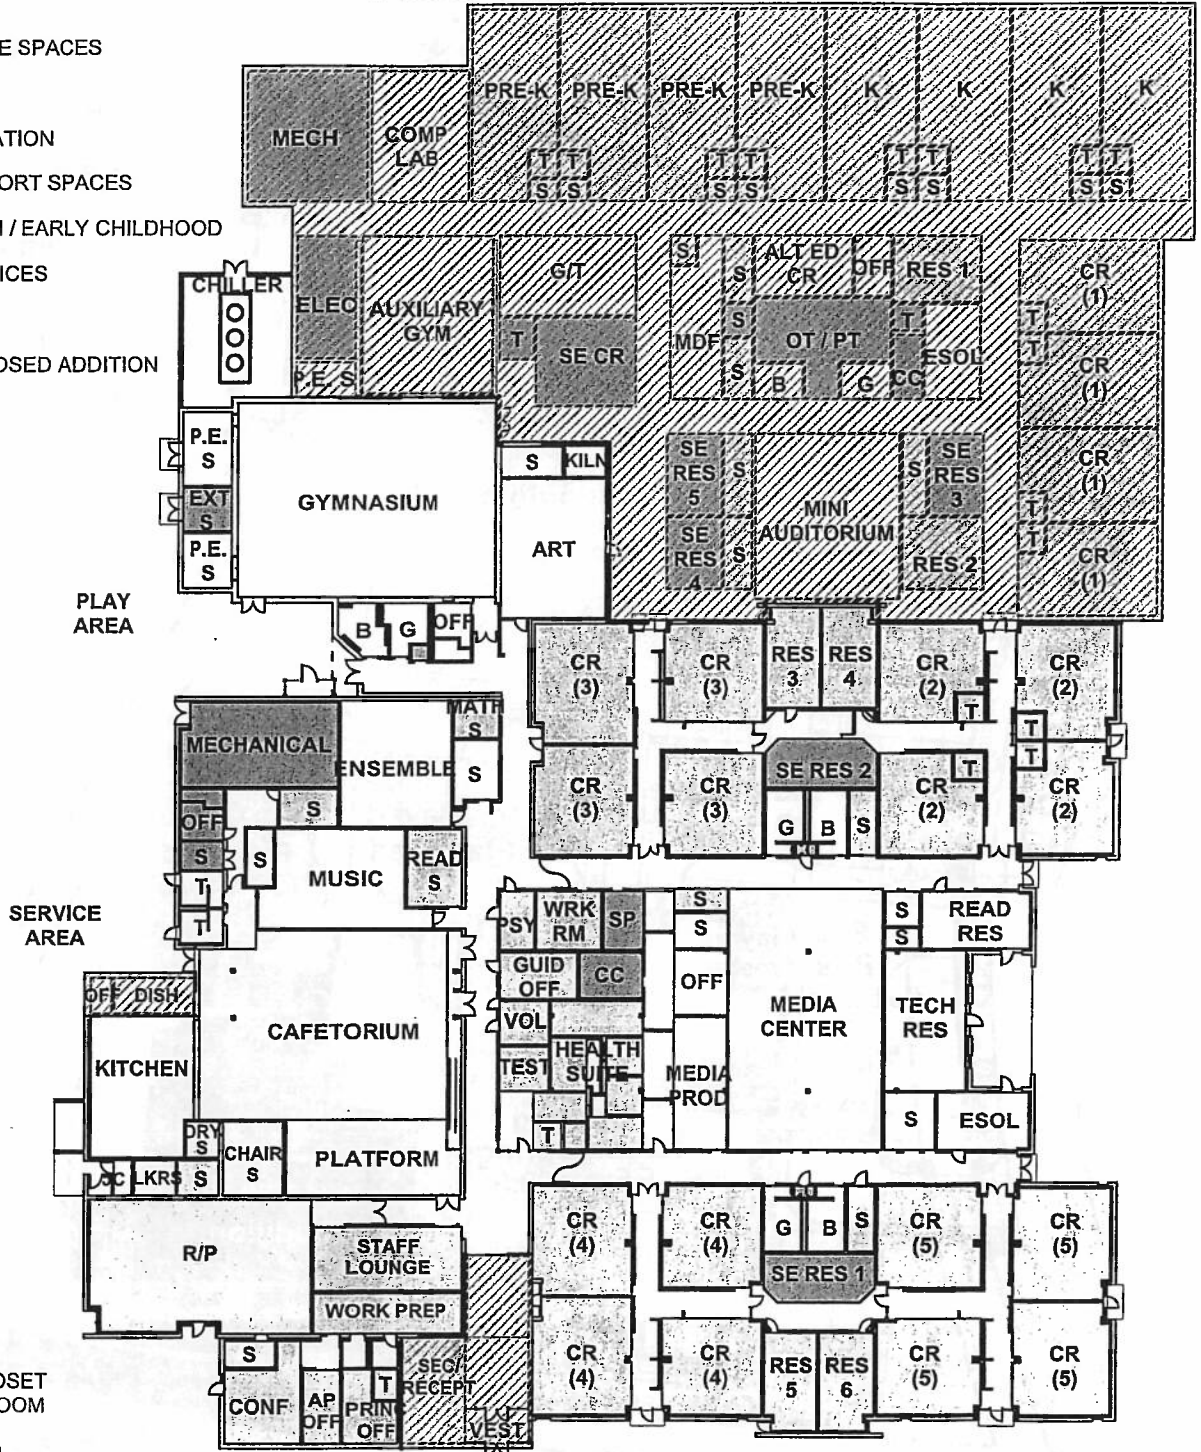 E SPACES
ATION
ORT SPACES
/ EARLY CHILDHOOD
ICES
OSED ADDITION
PRE-K PRE-K PRE-K PRE-K K K K K
MECH
COMP
LAB
T T T T T T T T
S S S S S S S S
CHILLER
ELEC
AUXILIARY
GYM
P.E. S
G/T
T
SE CR
S
S
ALT ED
CR
OFF
RES 1
S
OT / PT
T
MDF
ESOL
S
B
G
CC
CR
(1)
T
T
CR
(1)
CR
(1)
T
T
CR
(1)
P.E.
S
EXT
S
P.E.
S
GYMNASIUM
S
KILN
ART
SE
RES
5
S
SE
RES
4
S
MINI
AUDITORIUM
S
SE
RES
3
RES 2
PLAY
AREA
B
G
OFF
CR
(3)
CR
(3)
RES
3
RES
4
CR
(2)
T
CR
(2)
T
MATH
S
MECHANICAL
ENSEMBLE
S
S
CR
(3)
CR
(3)
SE RES 2
G
B
S
T
CR
(2)
T
CR
(2)
OFF
S
S
MUSIC
READ
S
T
T
SERVICE
AREA
PSY
WRK
RM
SP
S
S
S
S
READ
RES
GUID
OFF
CC
OFF
OFF
DISH
VOL
CAFETORIUM
MEDIA
CENTER
TECH
RES
KITCHEN
TEST
HEALTH
SUITE
MEDIA
PROD
T
S
ESOL
DRY
S
CHAIR
S
PLATFORM
LKRS
S
R/P
STAFF
LOUNGE
WORK PREP
CR
(4)
CR
(4)
G
B
S
CR
(5)
CR
(5)
SE RES 1
CR
(4)
CR
(4)
RES
5
RES
6
CR
(5)
CR
(5)
S
CONF
AP
OFF
T
PRINC
OFF
SEC/
RECEPT
VEST
OSET
OOM